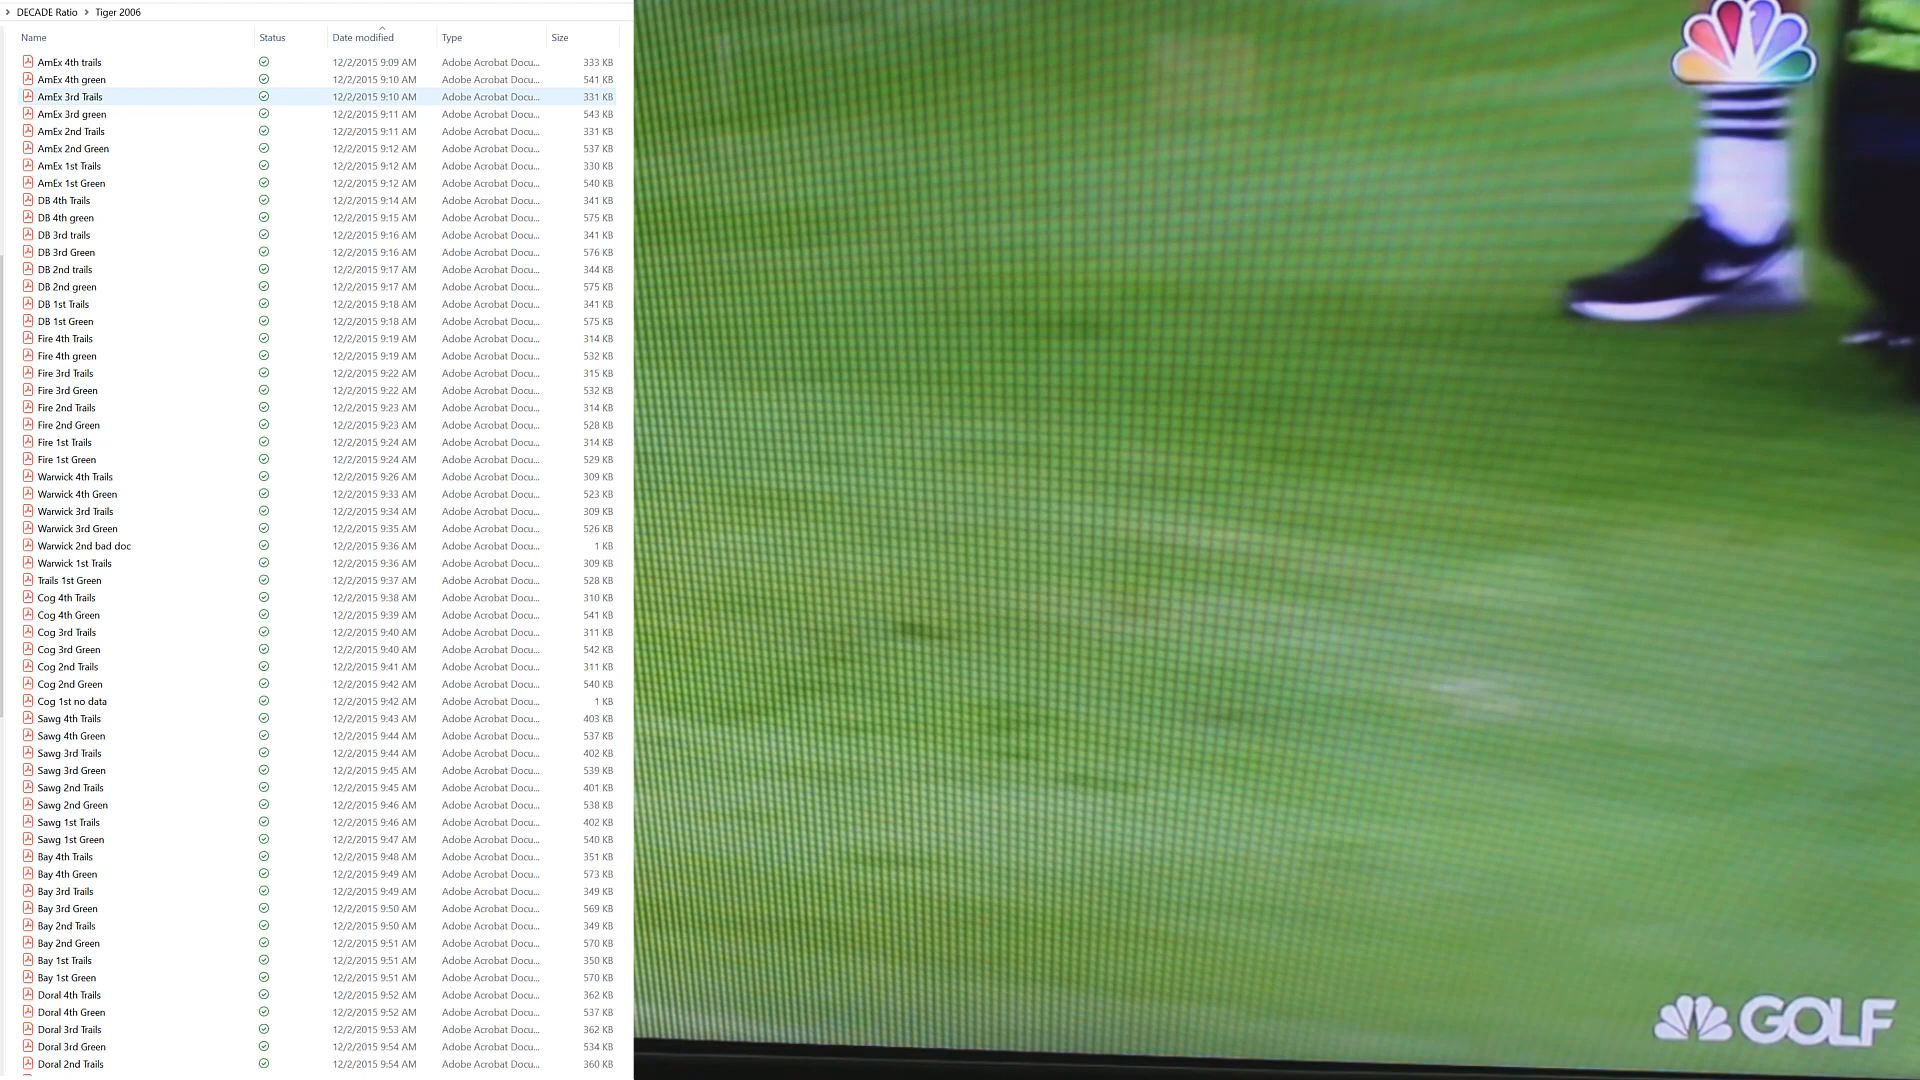 DECADE Ratio > Tiger 2006
Name Status Date modified Type Size
AmEx 4th trails 12/2/2015 9:09 AM Adobe Acrobat Docu... 333 KB
AmEx 4th green 12/2/2015 9:10 AM Adobe Acrobat Docu... 541 KB
AmEx 3rd Trails 12/2/2015 9:10 AM Adobe Acrobat Docu... 331 KB
AmEx 3rd green 12/2/2015 9:11 AM Adobe Acrobat Docu... 543 KB
AmEx 2nd Trails 12/2/2015 9:11 AM Adobe Acrobat Docu... 331 KB
AmEx 2nd Green 12/2/2015 9:12 AM Adobe Acrobat Docu... 537 KB
AmEx 1st Trails 12/2/2015 9:12 AM Adobe Acrobat Docu... 330 KB
AmEx 1st Green 12/2/2015 9:12 AM Adobe Acrobat Docu... 540 KB
DB 4th Trails 12/2/2015 9:14 AM Adobe Acrobat Docu... 341 KB
DB 4th green 12/2/2015 9:15 AM Adobe Acrobat Docu... 575 KB
DB 3rd trails 12/2/2015 9:16 AM Adobe Acrobat Docu... 341 KB
DB 3rd Green 12/2/2015 9:16 AM Adobe Acrobat Docu... 576 KB
DB 2nd trails 12/2/2015 9:17 AM Adobe Acrobat Docu... 344 KB
DB 2nd green 12/2/2015 9:17 AM Adobe Acrobat Docu... 575 KB
DB 1st Trails 12/2/2015 9:18 AM Adobe Acrobat Docu... 341 KB
DB 1st Green 12/2/2015 9:18 AM Adobe Acrobat Docu... 575 KB
Fire 4th Trails 12/2/2015 9:19 AM Adobe Acrobat Docu... 314 KB
Fire 4th green 12/2/2015 9:19 AM Adobe Acrobat Docu... 532 KB
Fire 3rd Trails 12/2/2015 9:22 AM Adobe Acrobat Docu... 315 KB
Fire 3rd Green 12/2/2015 9:22 AM Adobe Acrobat Docu... 532 KB
Fire 2nd Trails 12/2/2015 9:23 AM Adobe Acrobat Docu... 314 KB
Fire 2nd Green 12/2/2015 9:23 AM Adobe Acrobat Docu... 528 KB
Fire 1st Trails 12/2/2015 9:24 AM Adobe Acrobat Docu... 314 KB
Fire 1st Green 12/2/2015 9:24 AM Adobe Acrobat Docu... 529 KB
Warwick 4th Trails 12/2/2015 9:26 AM Adobe Acrobat Docu... 309 KB
Warwick 4th Green 12/2/2015 9:33 AM Adobe Acrobat Docu... 523 KB
Warwick 3rd Trails 12/2/2015 9:34 AM Adobe Acrobat Docu... 309 KB
Warwick 3rd Green 12/2/2015 9:35 AM Adobe Acrobat Docu... 526 KB
Warwick 2nd bad doc 12/2/2015 9:36 AM Adobe Acrobat Docu... 1 KB
Warwick 1st Trails 12/2/2015 9:36 AM Adobe Acrobat Docu... 309 KB
Trails 1st Green 12/2/2015 9:37 AM Adobe Acrobat Docu... 528 KB
Cog 4th Trails 12/2/2015 9:38 AM Adobe Acrobat Docu... 310 KB
Cog 4th Green 12/2/2015 9:39 AM Adobe Acrobat Docu... 541 KB
Cog 3rd Trails 12/2/2015 9:40 AM Adobe Acrobat Docu... 311 KB
Cog 3rd Green 12/2/2015 9:40 AM Adobe Acrobat Docu... 542 KB
Cog 2nd Trails 12/2/2015 9:41 AM Adobe Acrobat Docu... 311 KB
Cog 2nd Green 12/2/2015 9:42 AM Adobe Acrobat Docu... 540 KB
Cog 1st no data 12/2/2015 9:42 AM Adobe Acrobat Docu... 1 KB
Sawg 4th Trails 12/2/2015 9:43 AM Adobe Acrobat Docu... 403 KB
Sawg 4th Green 12/2/2015 9:44 AM Adobe Acrobat Docu... 537 KB
Sawg 3rd Trails 12/2/2015 9:44 AM Adobe Acrobat Docu... 402 KB
Sawg 3rd Green 12/2/2015 9:45 AM Adobe Acrobat Docu... 539 KB
Sawg 2nd Trails 12/2/2015 9:45 AM Adobe Acrobat Docu... 401 KB
Sawg 2nd Green 12/2/2015 9:46 AM Adobe Acrobat Docu... 538 KB
Sawg 1st Trails 12/2/2015 9:46 AM Adobe Acrobat Docu... 402 KB
Sawg 1st Green 12/2/2015 9:47 AM Adobe Acrobat Docu... 540 KB
Bay 4th Trails 12/2/2015 9:48 AM Adobe Acrobat Docu... 351 KB
Bay 4th Green 12/2/2015 9:49 AM Adobe Acrobat Docu... 573 KB
Bay 3rd Trails 12/2/2015 9:49 AM Adobe Acrobat Docu... 349 KB
Bay 3rd Green 12/2/2015 9:50 AM Adobe Acrobat Docu... 569 KB
Bay 2nd Trails 12/2/2015 9:50 AM Adobe Acrobat Docu... 349 KB
Bay 2nd Green 12/2/2015 9:51 AM Adobe Acrobat Docu... 570 KB
Bay 1st Trails 12/2/2015 9:51 AM Adobe Acrobat Docu... 350 KB
Bay 1st Green 12/2/2015 9:51 AM Adobe Acrobat Docu... 570 KB
Doral 4th Trails 12/2/2015 9:52 AM Adobe Acrobat Docu... 362 KB
Doral 4th Green 12/2/2015 9:52 AM Adobe Acrobat Docu... 537 KB
Doral 3rd Trails 12/2/2015 9:53 AM Adobe Acrobat Docu... 362 KB
Doral 3rd Green 12/2/2015 9:54 AM Adobe Acrobat Docu... 534 KB
Doral 2nd Trails 12/2/2015 9:54 AM Adobe Acrobat Docu... 360 KB
GOLF